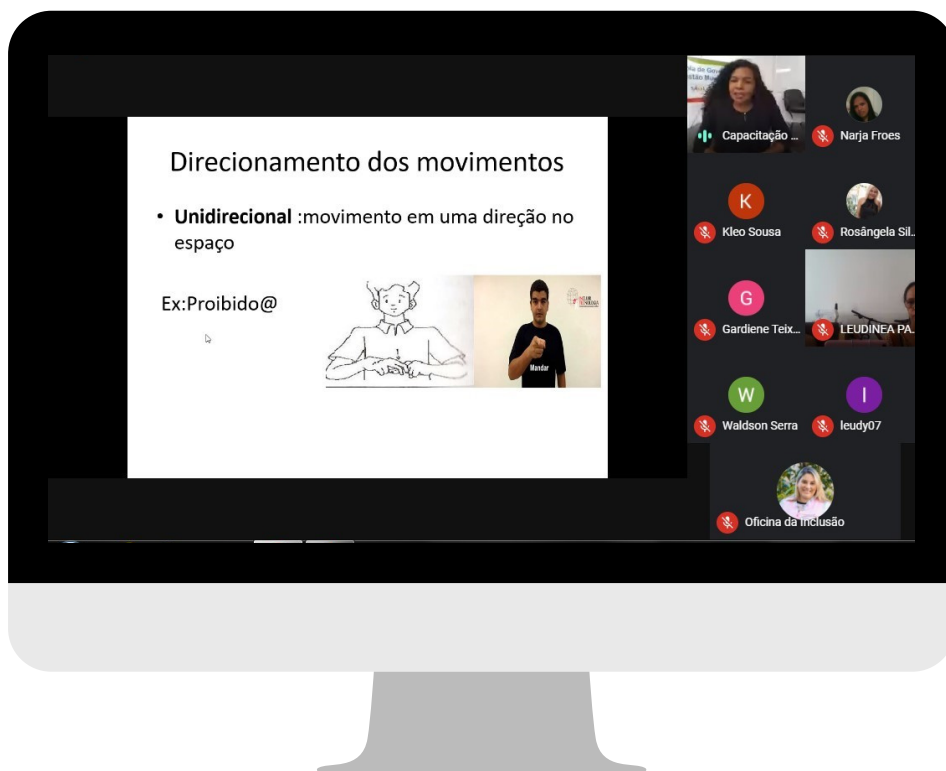 Direcionamento dos movimentos
• Unidirecional :movimento em uma direção no
espaço
Ex:Proibido@
Mandar
Capacitação ...
Narja Froes
K
Kleo Sousa
Rosângela Sil...
G
Gardiene Teix...
LEUDINEA PA...
W
Waldson Serra
I
leudy07
Oficina da Inclusão